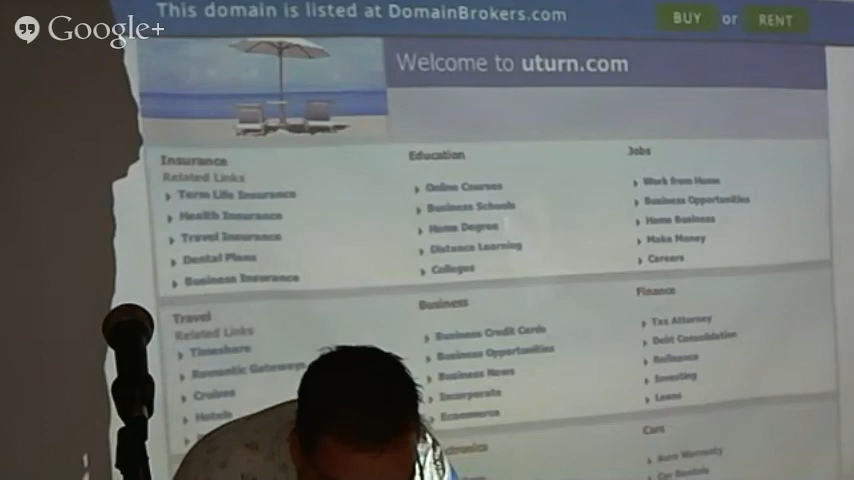 Google+
This domain is listed at DomainBrokers.com
BUY or RENT
Welcome to uturn.com
Insurance
Related Links
Term Life Insurance
Health Insurance
Travel Insurance
Dental Plans
Business Insurance
Education
Online Courses
Business Schools
Home Degree
Distance Learning
Colleges
Jobs
Work from Home
Business Opportunities
Home Business
Make Money
Careers
Travel
Related Links
Timeshare
Romantic Getaways
Cruises
Hotels
Business
Business Credit Cards
Business Opportunities
Business News
Incorporate
Ecommerce
Finance
Tax Attorney
Debt Consolidation
Refinance
Investing
Loans
Cars
Auto Warranty
Car Rentals